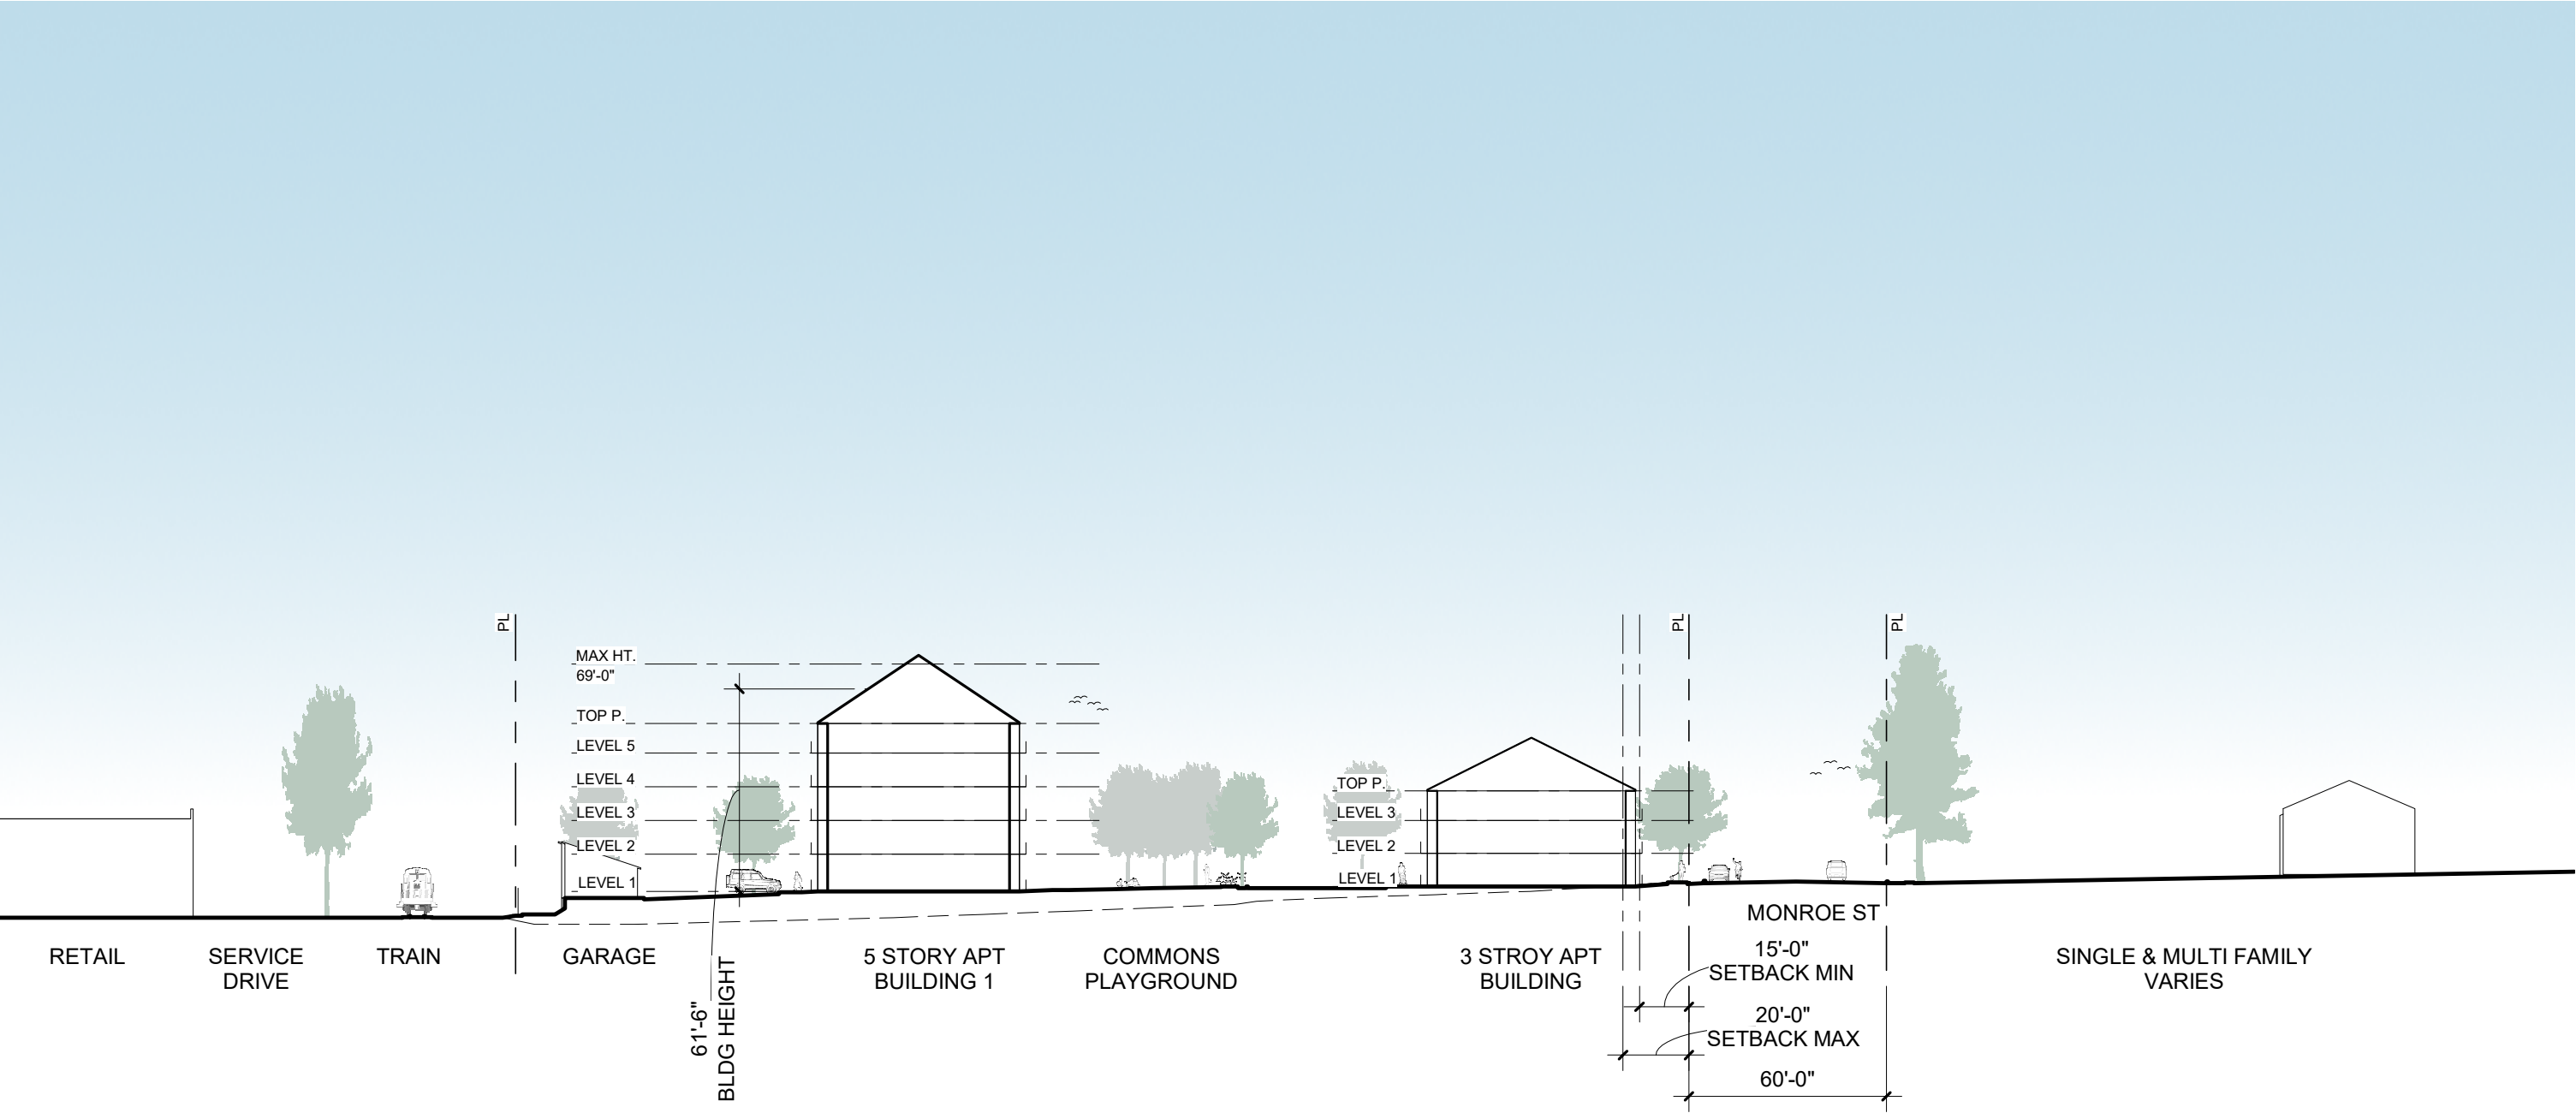 PL
PL
PL
MAX HT.
69'-0"
TOP P.
LEVEL 5
LEVEL 4
LEVEL 3
LEVEL 2
LEVEL 1
TOP P.
LEVEL 3
LEVEL 2
LEVEL 1
RETAIL
SERVICE
DRIVE
TRAIN
GARAGE
61'-6"
BLDG HEIGHT
5 STORY APT
BUILDING 1
COMMONS
PLAYGROUND
3 STROY APT
BUILDING
MONROE ST
15'-0"
SETBACK MIN
20'-0"
SETBACK MAX
60'-0"
SINGLE & MULTI FAMILY
VARIES